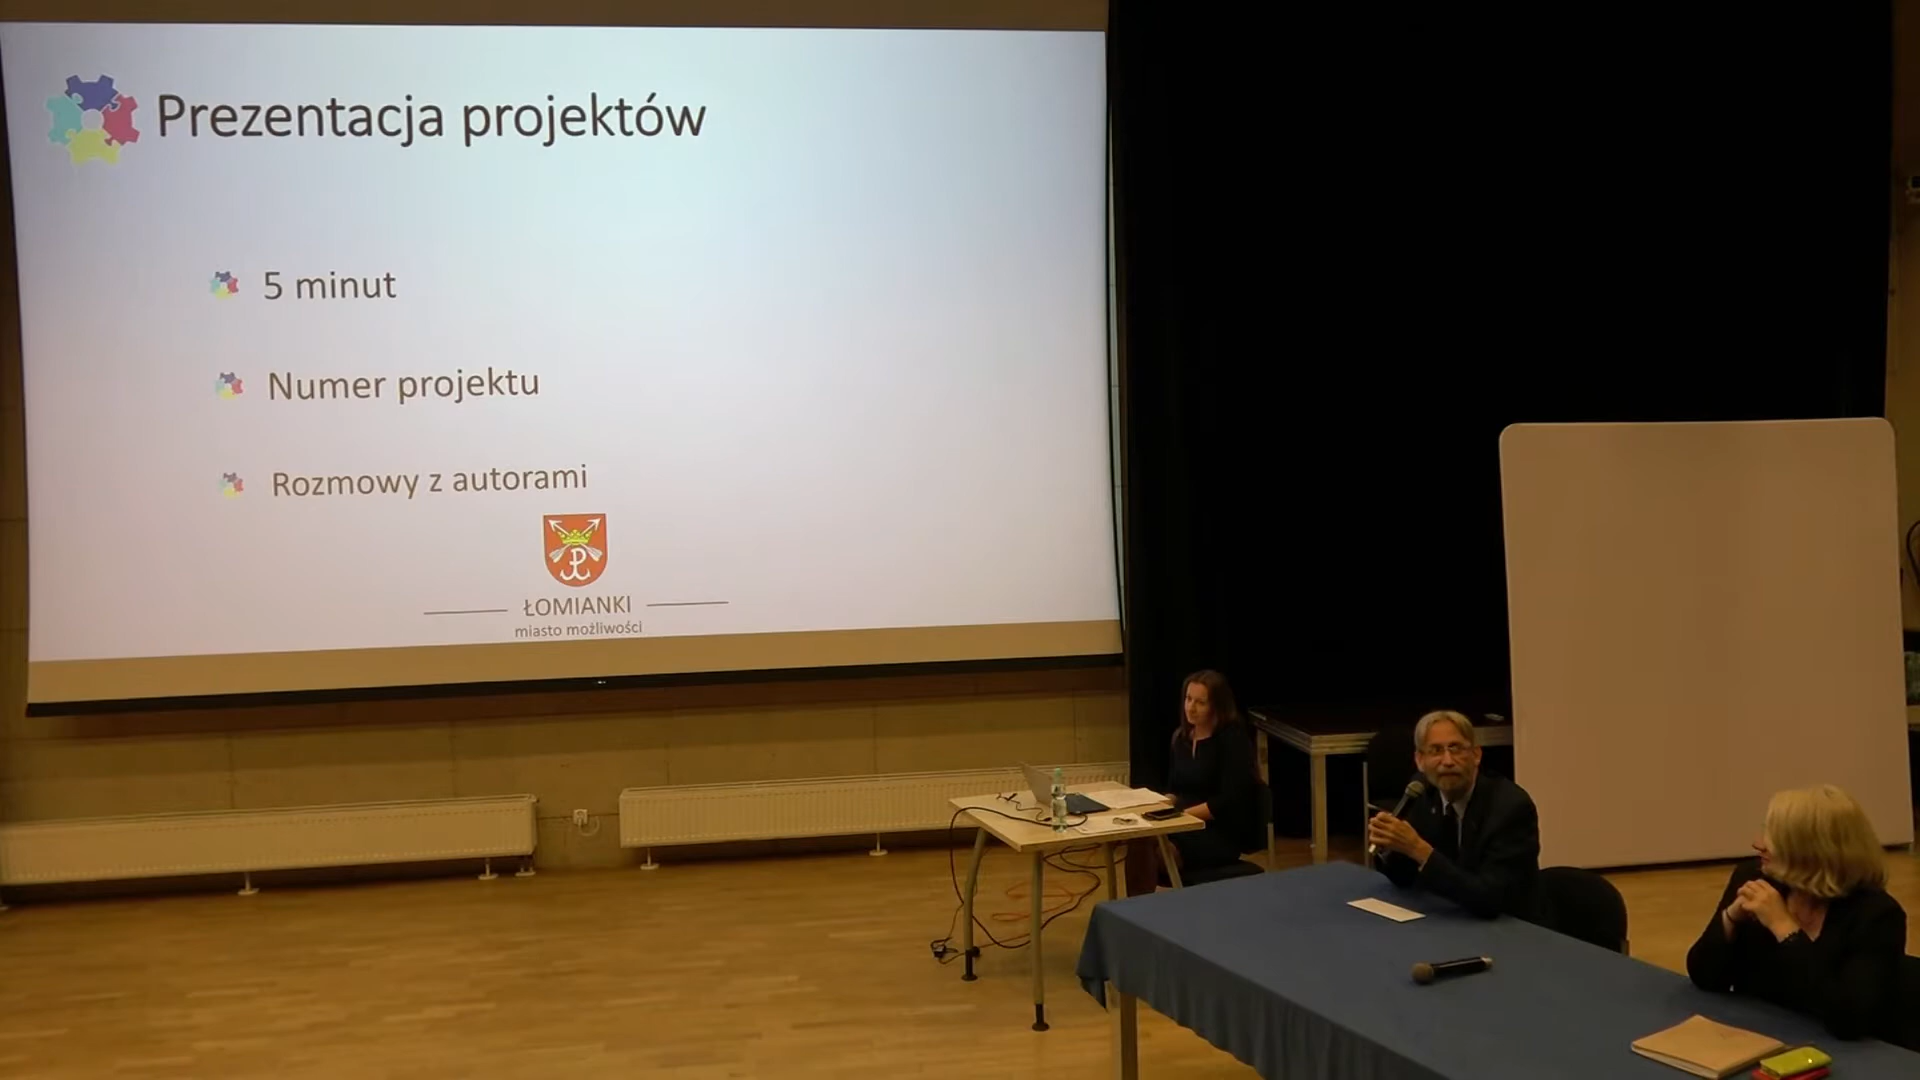 Prezentacja projektów
5 minut
Numer projektu
Rozmowy z autorami
ŁOMIANKI
miasto możliwości